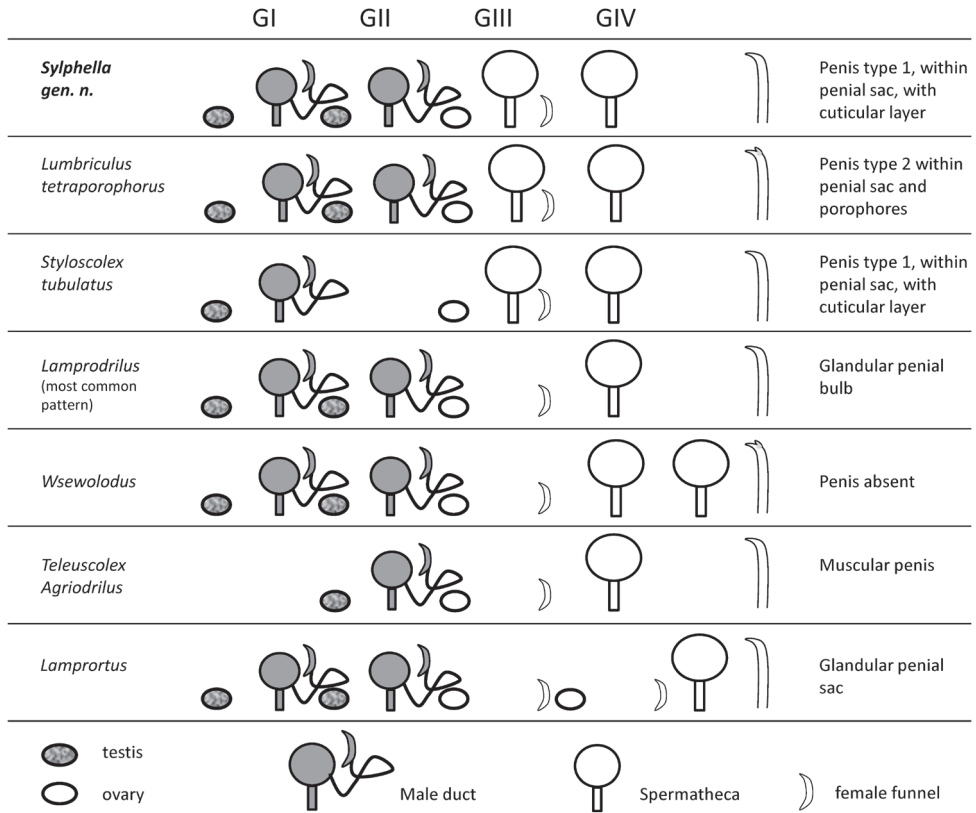 GI GII GIII GIV
Sylphella
gen. n.
Penis type 1, within
penial sac, with
cuticular layer
Lumbriculus
tetraporophorus
Penis type 2 within
penial sac and
porophores
Styloscolex
tubulatus
Penis type 1, within
penial sac, with
cuticular layer
Lamprodrilus
(most common
pattern)
Glandular penial
bulb
Wsewolodus
Penis absent
Teleuscolex
Agriodrilus
Muscular penis
Lamprortus
Glandular penial
sac
testis
ovary
Male duct
Spermatheca
female funnel